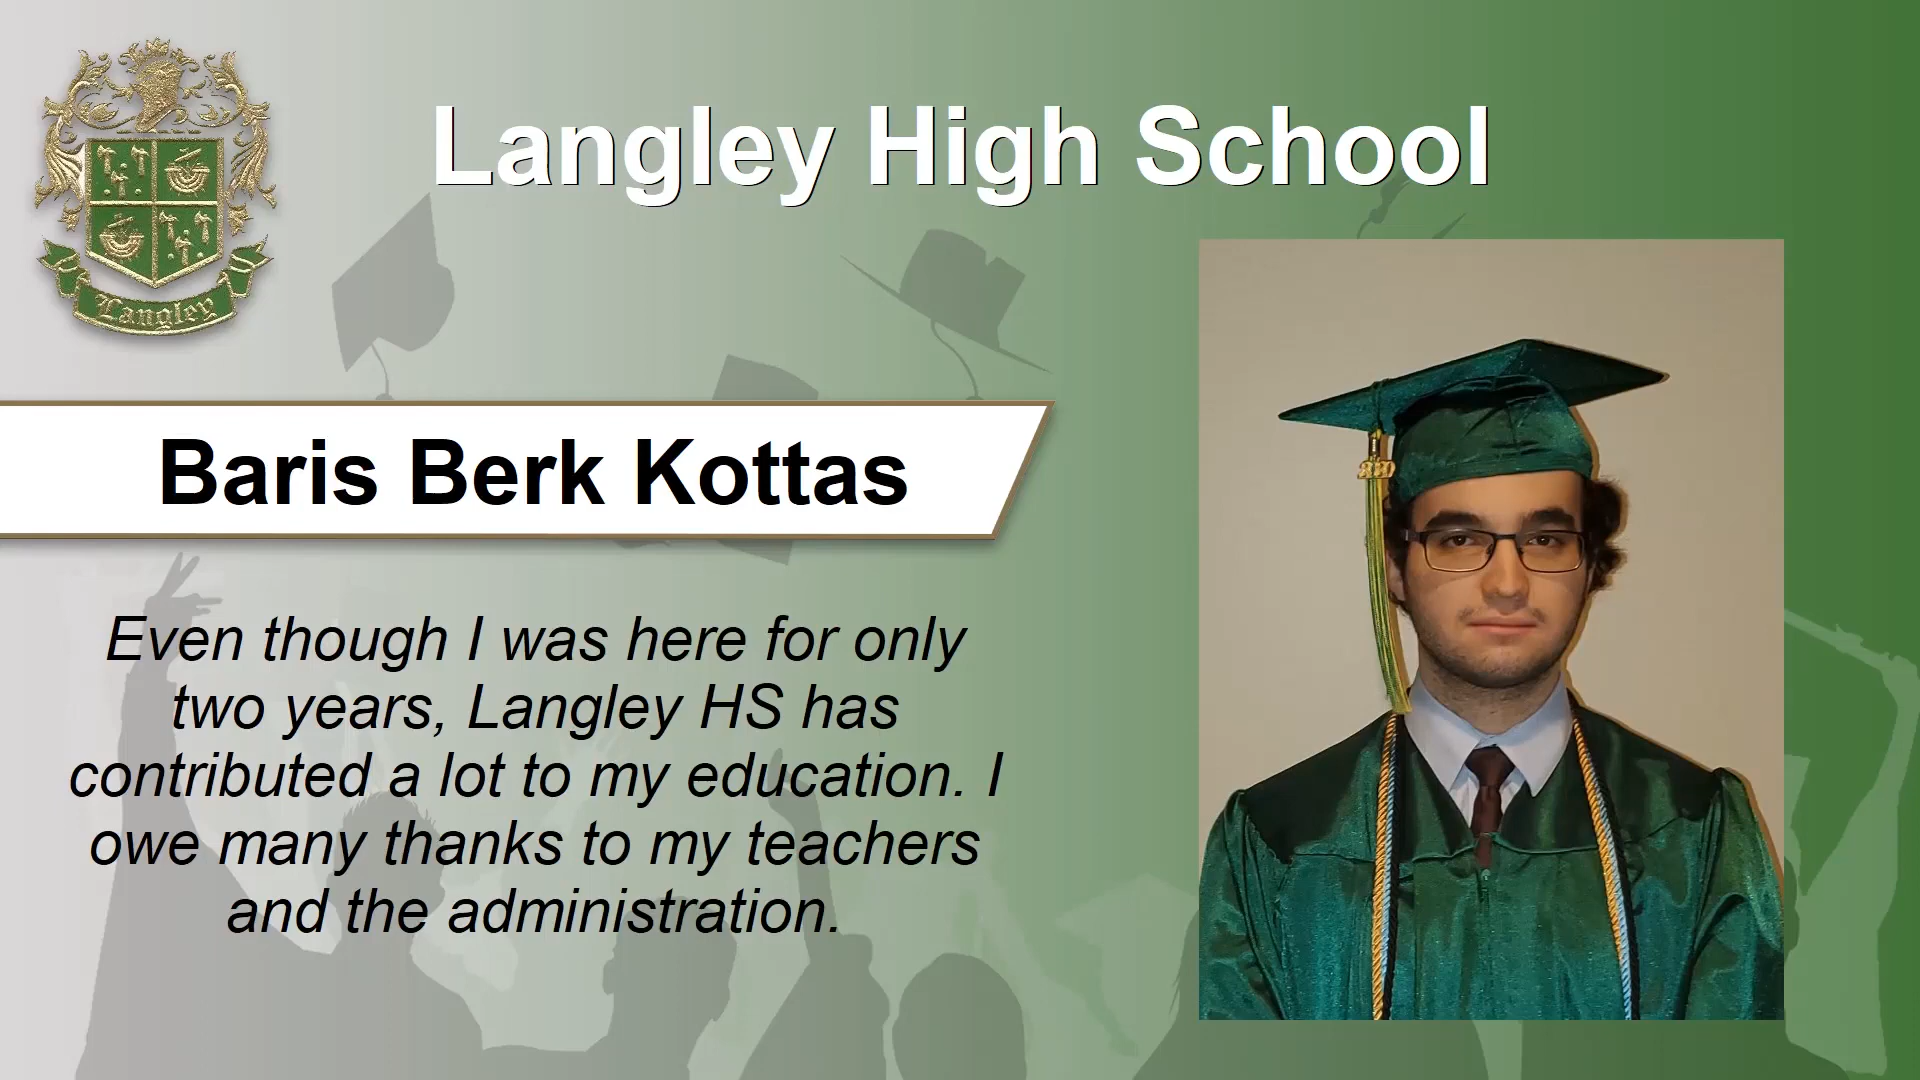 Langley High School
Langley
Baris Berk Kottas
Even though I was here for only
two years, Langley HS has
contributed a lot to my education. I
owe many thanks to my teachers
and the administration.